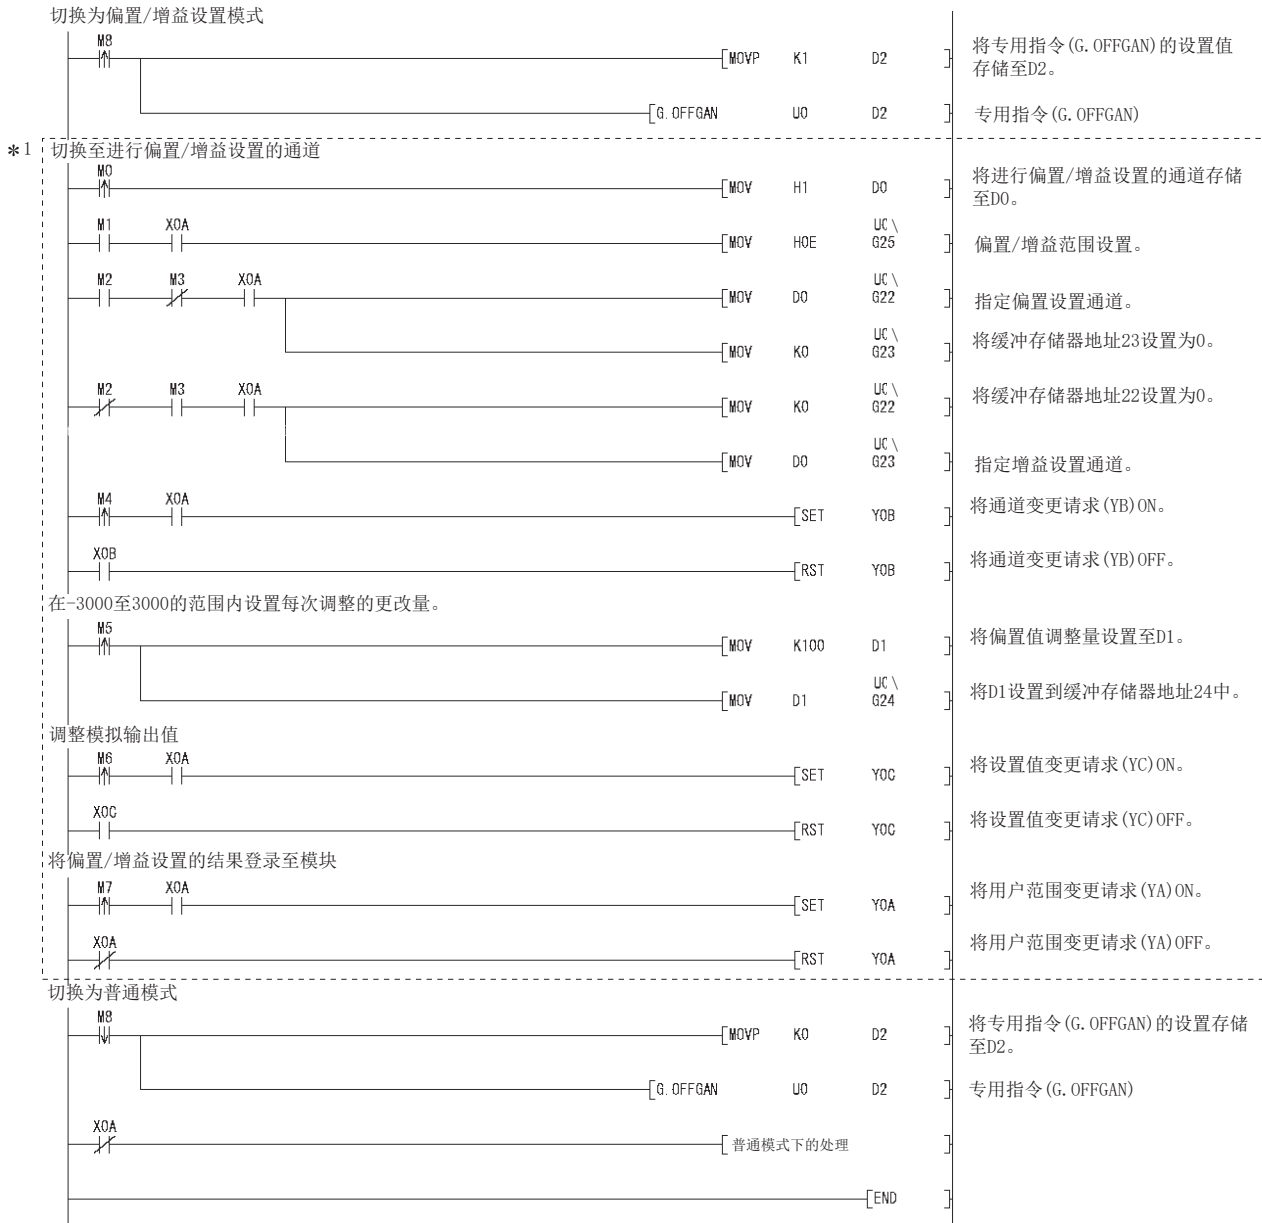 切换为偏置/增益设置模式
M8
MOVP K1 D2
将专用指令(G.OFFGAN)的设置值
存储至D2。
G.OFFGAN U0 D2
专用指令(G.OFFGAN)
*1 切换至进行偏置/增益设置的通道
M0
MOV H1 D0
将进行偏置/增益设置的通道存储
至D0。
M1 X0A
MOV H0E U0\
G25
偏置/增益范围设置。
M2 M3 X0A
MOV D0 U0\
G22
指定偏置设置通道。
MOV K0 U0\
G23
将缓冲存储器地址23设置为0。
M2 M3 X0A
MOV K0 U0\
G22
将缓冲存储器地址22设置为0。
MOV D0 U0\
G23
指定增益设置通道。
M4 X0A
SET Y0B
将通道变更请求(YB)ON。
X0B
RST Y0B
将通道变更请求(YB)OFF。
在-3000至3000的范围内设置每次调整的更改量。
M5
MOV K100 D1
将偏置值调整量设置至D1。
MOV D1 U0\
G24
将D1设置到缓冲存储器地址24中。
调整模拟输出值
M6 X0A
SET Y0C
将设置值变更请求(YC)ON。
X0C
RST Y0C
将设置值变更请求(YC)OFF。
将偏置/增益设置的结果登录至模块
M7 X0A
SET Y0A
将用户范围变更请求(YA)ON。
X0A
RST Y0A
将用户范围变更请求(YA)OFF。
切换为普通模式
M8
MOVP K0 D2
将专用指令(G.OFFGAN)的设置存储
至D2。
G.OFFGAN U0 D2
专用指令(G.OFFGAN)
X0A
普通模式下的处理
END